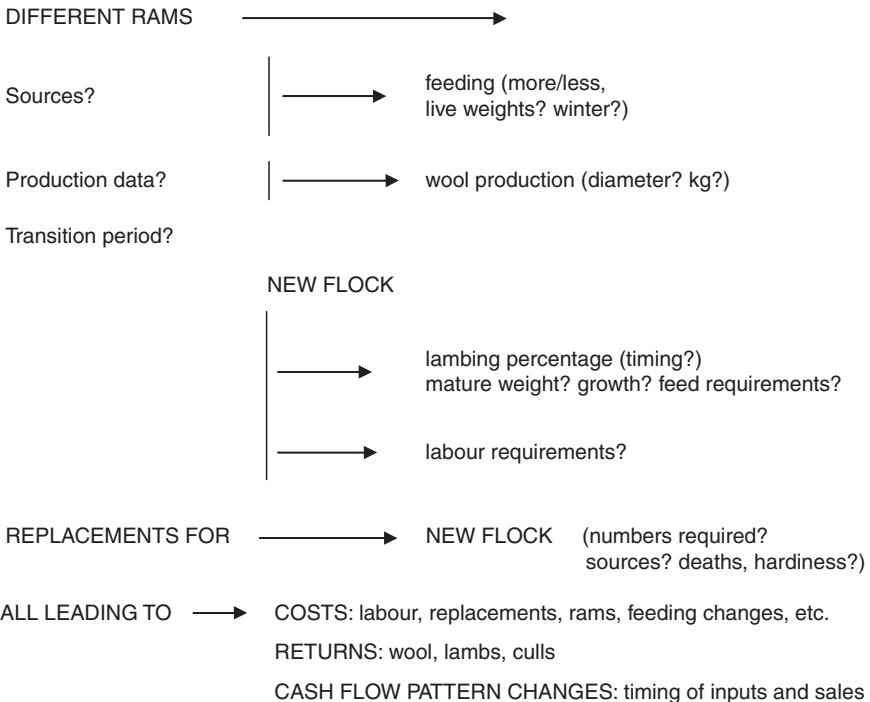 DIFFERENT RAMS
Sources?
feeding (more/less,
live weights? winter?)
Production data?
wool production (diameter? kg?)
Transition period?
NEW FLOCK
lambing percentage (timing?)
mature weight? growth? feed requirements?
labour requirements?
REPLACEMENTS FOR
NEW FLOCK (numbers required?
sources? deaths, hardiness?)
ALL LEADING TO
COSTS: labour, replacements, rams, feeding changes, etc.
RETURNS: wool, lambs, culls
CASH FLOW PATTERN CHANGES: timing of inputs and sales